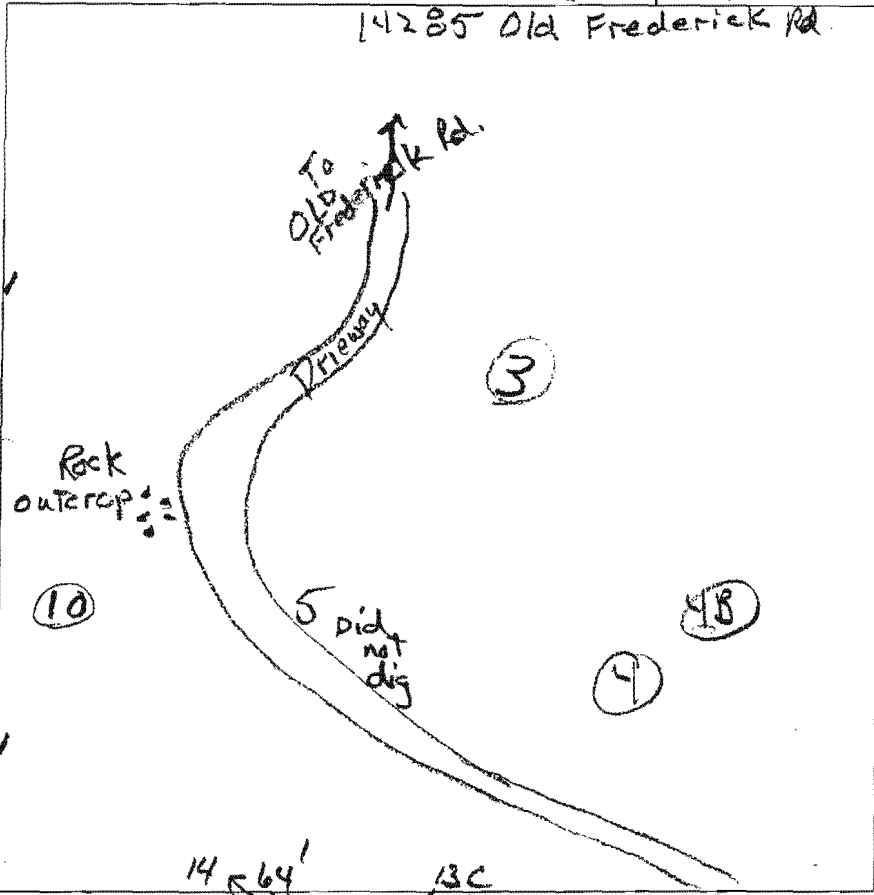 14285 Old Frederick Rd.
To
OLD
Frederick Rd.
Drieway
3
Rock
outcrop
10
5 Did
not
dig
4B
4
14 64'
13C